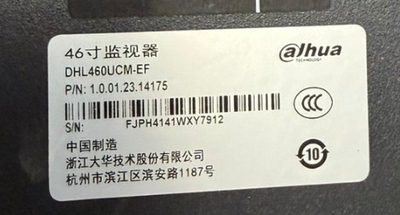 46寸监视器
alhua
TECHNOLOGY
DHL460UCM-EF
P/N: 1.0.01.23.14175
S/N: FJPH4141WXY7912
CCC
中国制造
浙江大华技术股份有限公司
杭州市滨江区滨安路1187号
10